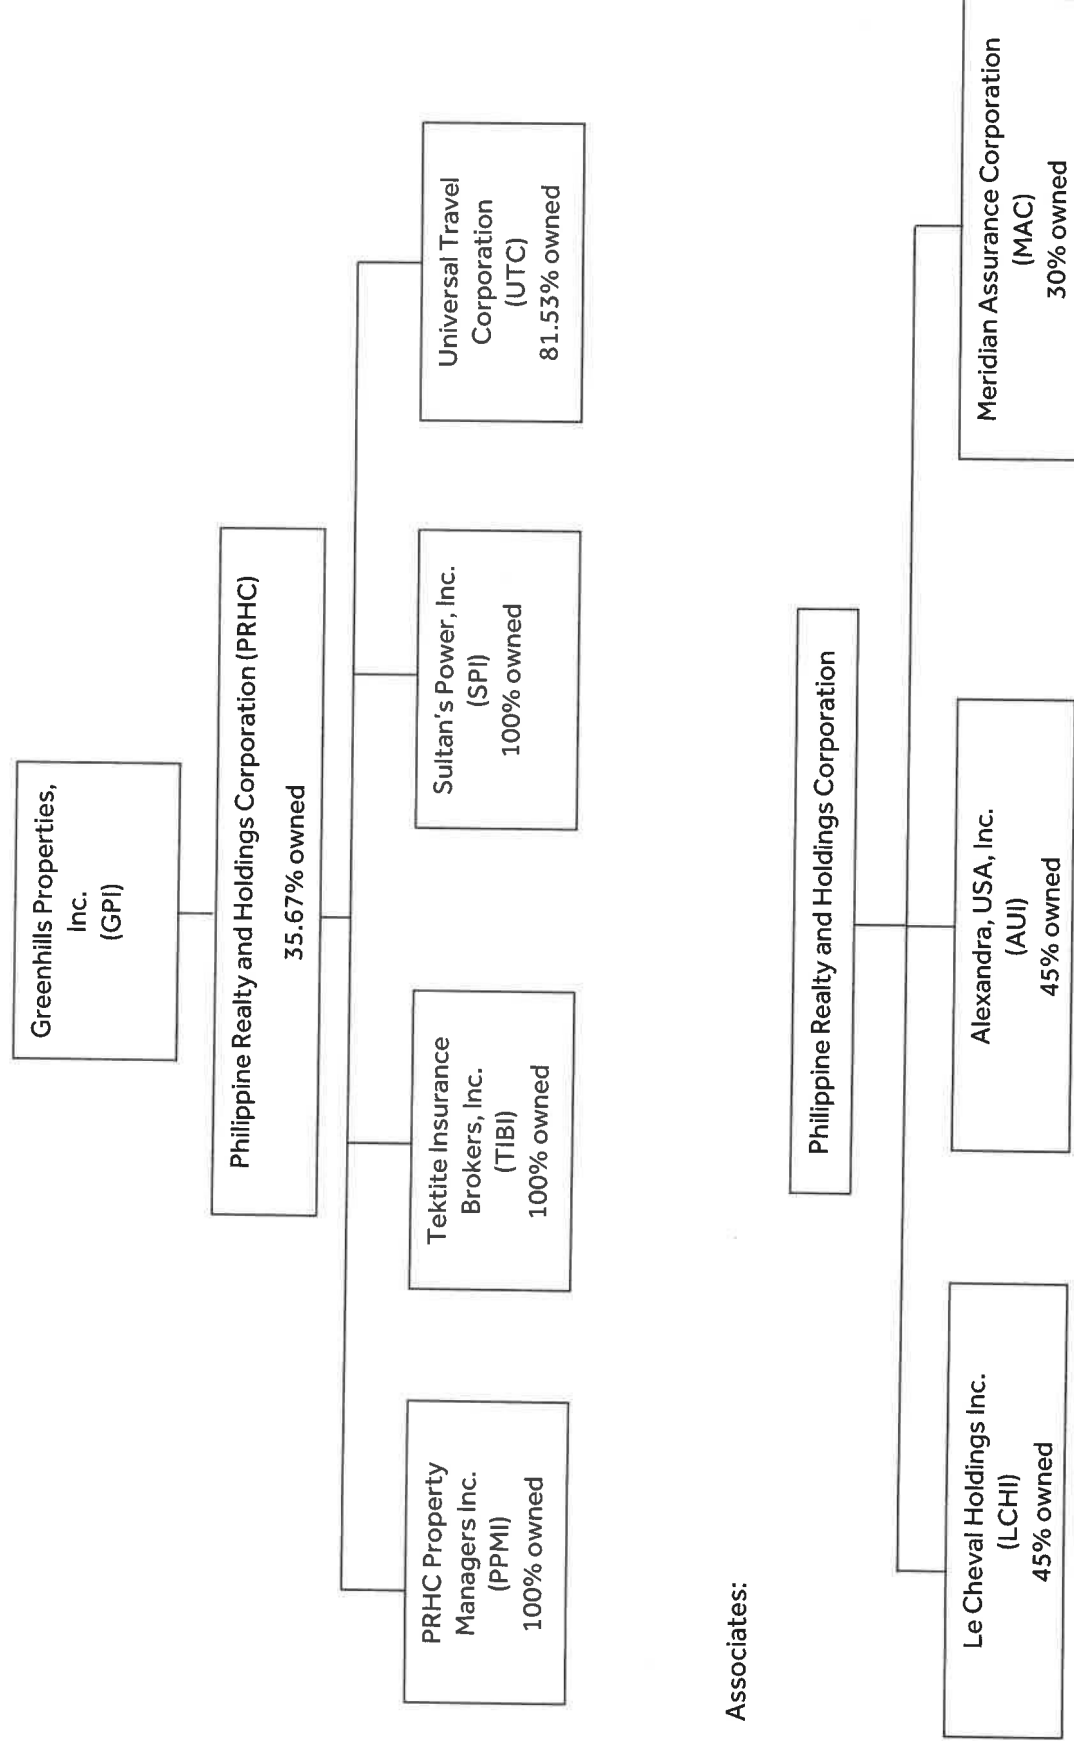 Greenhills Properties,
Inc.
(GPI)
Philippine Realty and Holdings Corporation (PRHC)
35.67% owned
PRHC Property
Managers Inc.
(PPMI)
100% owned
Tektite Insurance
Brokers, Inc.
(TIBI)
100% owned
Sultan's Power, Inc.
(SPI)
100% owned
Universal Travel
Corporation
(UTC)
81.53% owned
Associates:
Philippine Realty and Holdings Corporation
Le Cheval Holdings Inc.
(LCHI)
45% owned
Alexandra, USA, Inc.
(AUI)
45% owned
Meridian Assurance Corporation
(MAC)
30% owned